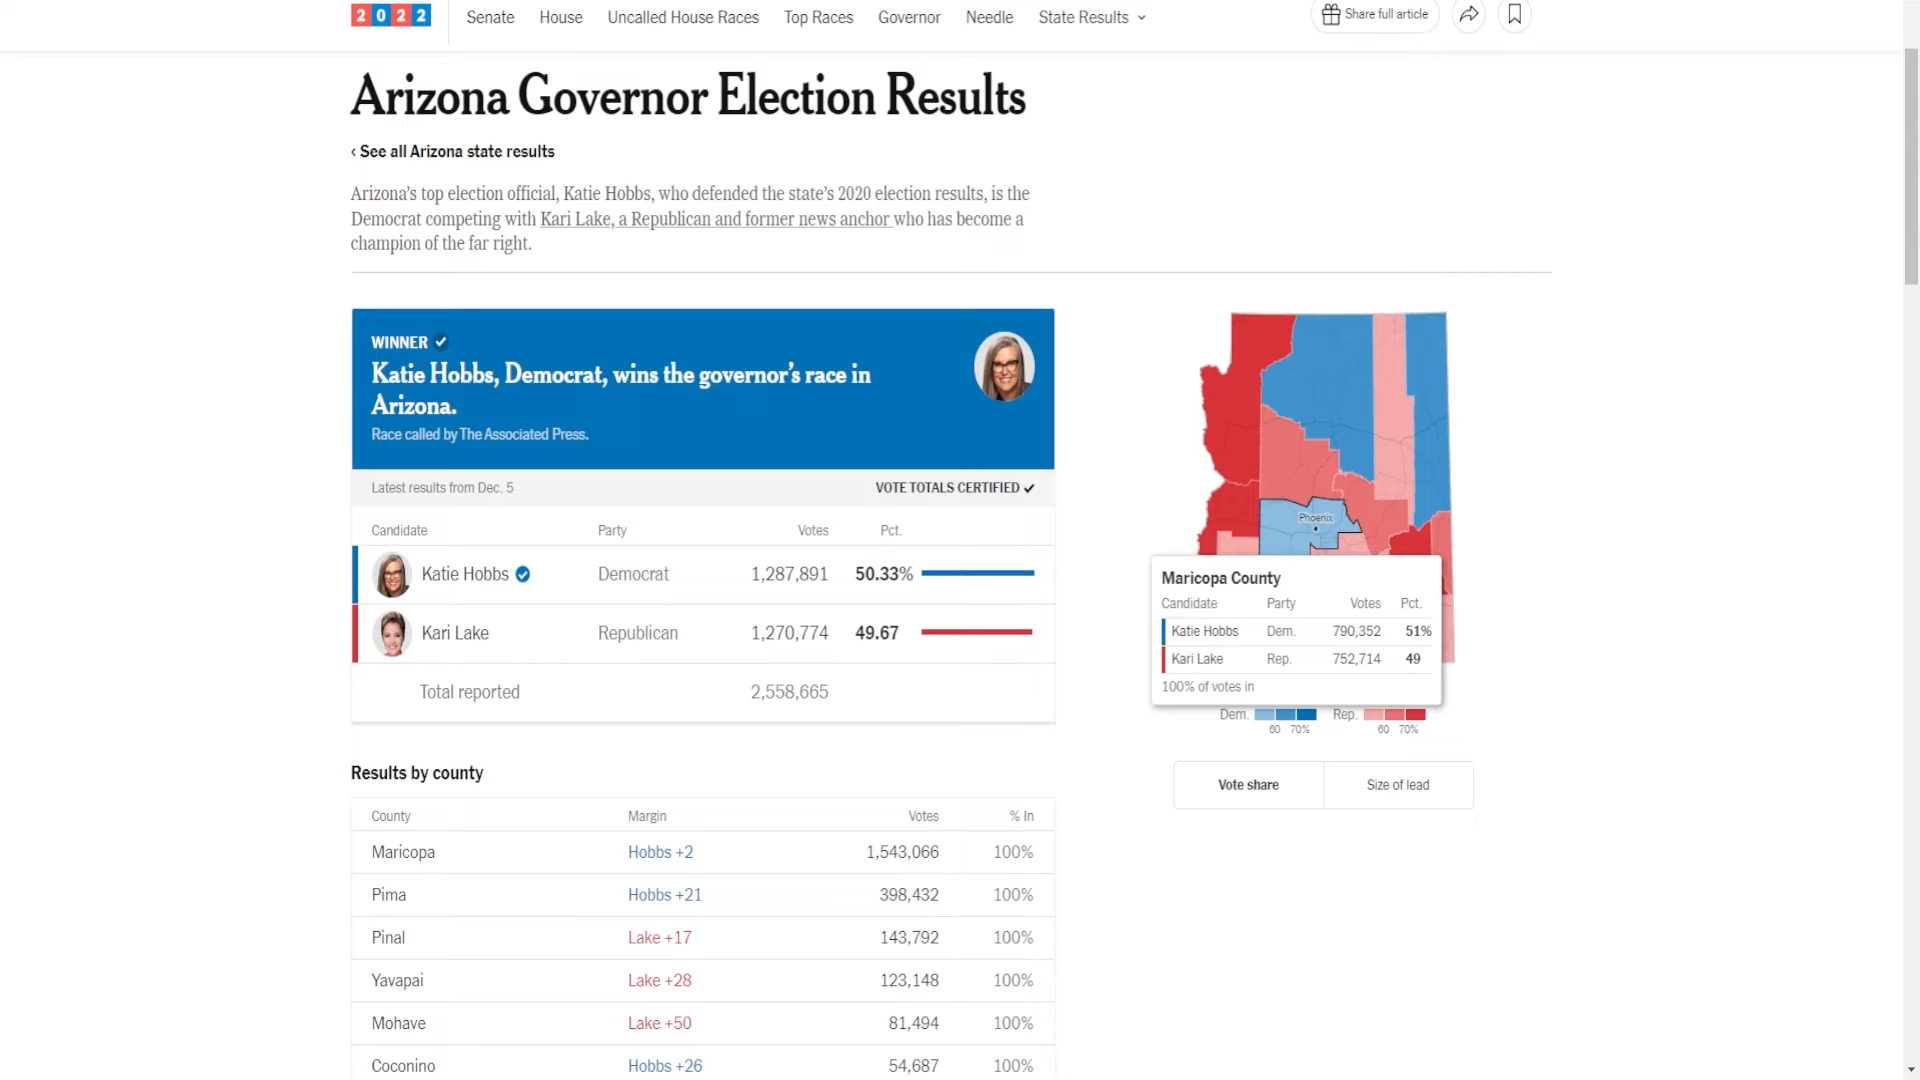 2022
Senate House Uncalled House Races Top Races Governor Needle State Results
Share full article
Arizona Governor Election Results
‹ See all Arizona state results
Arizona’s top election official, Katie Hobbs, who defended the state’s 2020 election results, is the
Democrat competing with Kari Lake, a Republican and former news anchor who has become a
champion of the far right.
WINNER
Katie Hobbs, Democrat, wins the governor’s race in
Arizona.
Race called by The Associated Press.
Latest results from Dec. 5 VOTE TOTALS CERTIFIED
Candidate Party Votes Pct.
Katie Hobbs Democrat 1,287,891 50.33%
Kari Lake Republican 1,270,774 49.67
Total reported 2,558,665
Phoenix
Maricopa County
Candidate Party Votes Pct.
Katie Hobbs Dem. 790,352 51%
Kari Lake Rep. 752,714 49
100% of votes in
Dem. Rep.
60 70% 60 70%
Vote share Size of lead
Results by county
County Margin Votes % In
Maricopa Hobbs +2 1,543,066 100%
Pima Hobbs +21 398,432 100%
Pinal Lake +17 143,792 100%
Yavapai Lake +28 123,148 100%
Mohave Lake +50 81,494 100%
Coconino Hobbs +26 54,687 100%